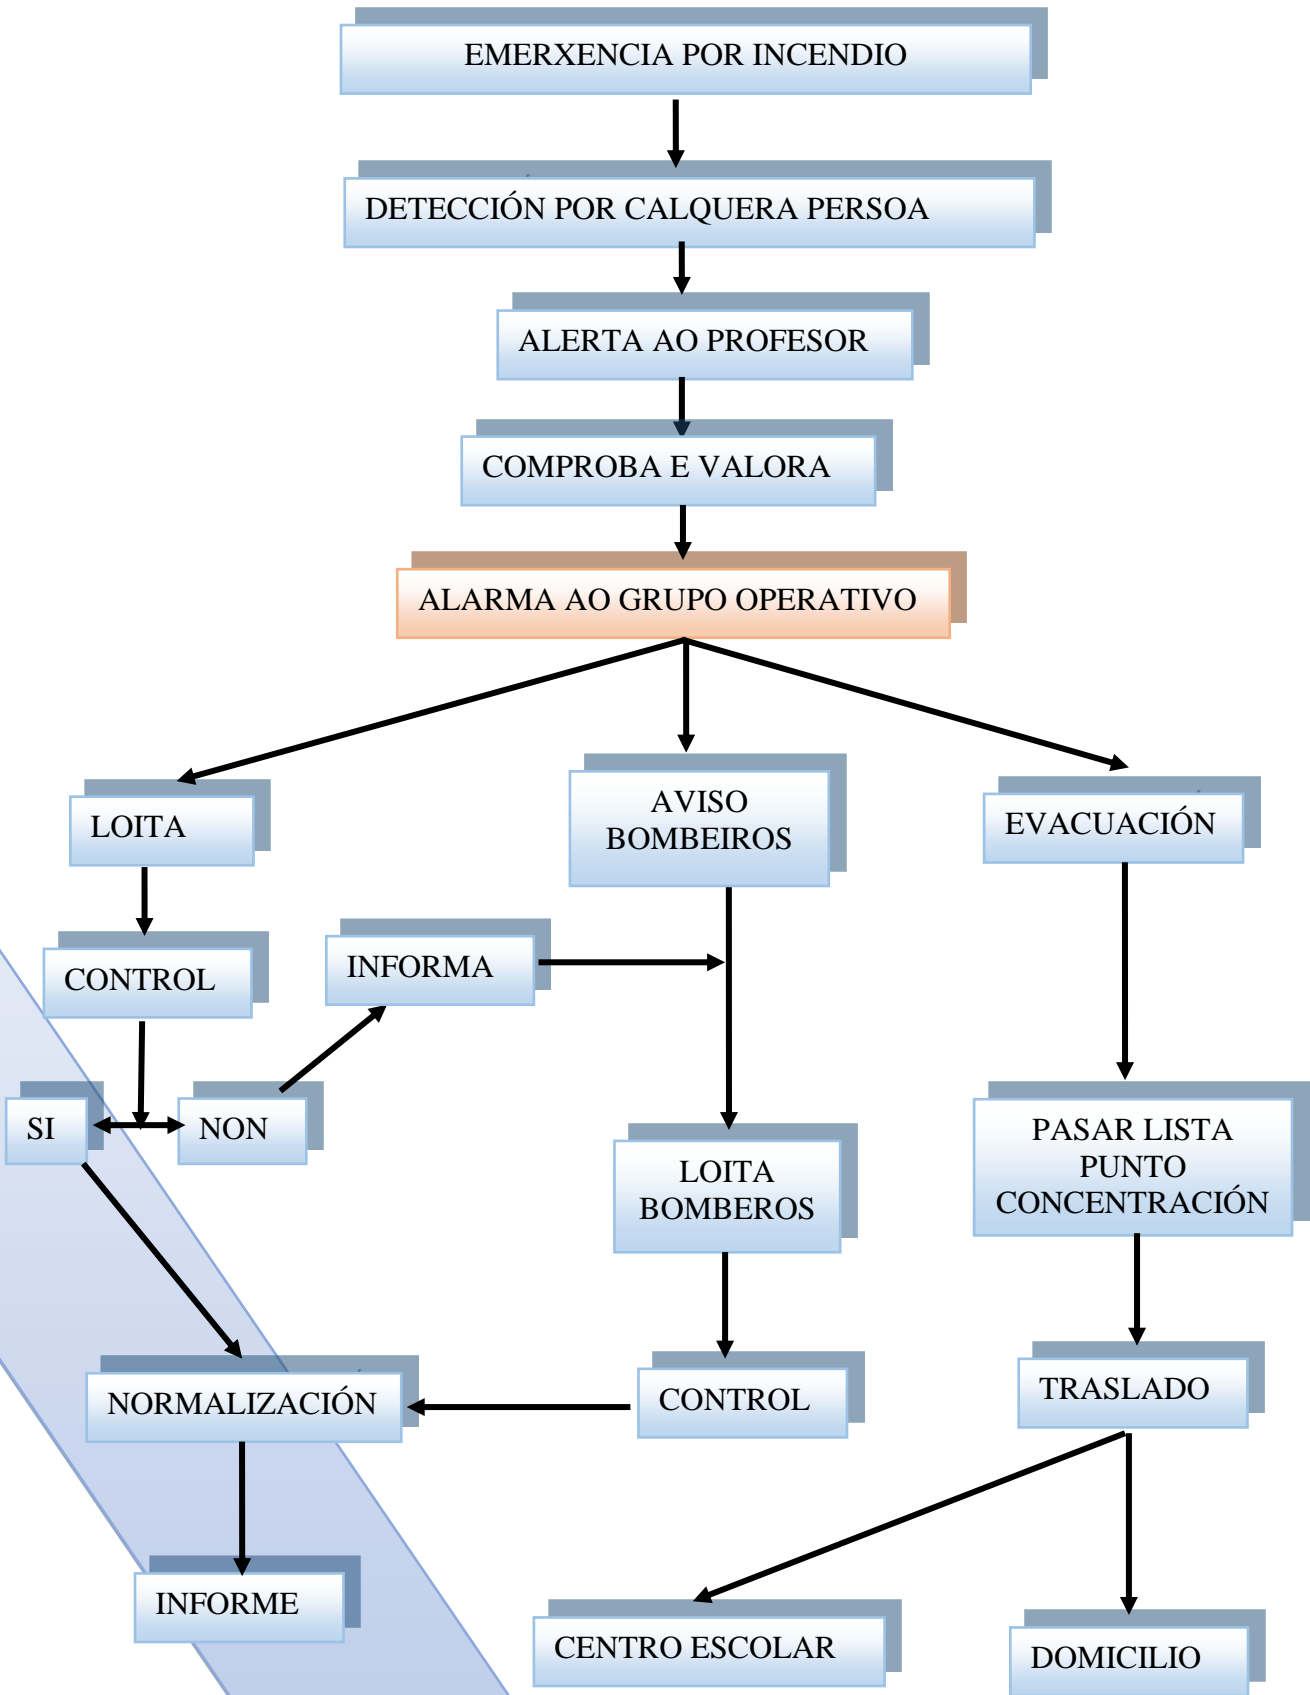 EMERXENCIA POR INCENDIO
DETECCIÓN POR CALQUERA PERSOA
ALERTA AO PROFESOR
COMPROBA E VALORA
ALARMA AO GRUPO OPERATIVO
LOITA
AVISO
BOMBEIROS
EVACUACIÓN
CONTROL
INFORMA
SI
NON
LOITA
BOMBEROS
PASAR LISTA
PUNTO
CONCENTRACIÓN
NORMALIZACIÓN
CONTROL
TRASLADO
INFORME
CENTRO ESCOLAR
DOMICILIO